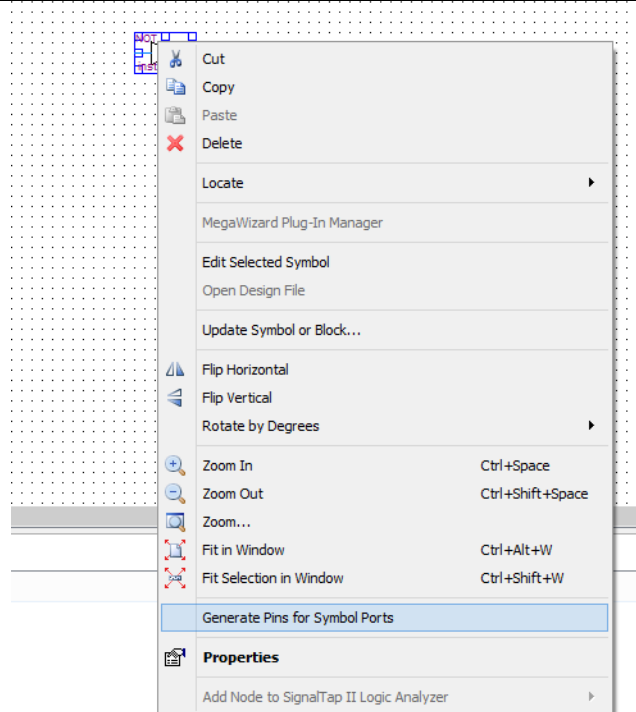 NOT
inst
Cut
Copy
Paste
Delete
Locate
MegaWizard Plug-In Manager
Edit Selected Symbol
Open Design File
Update Symbol or Block...
Flip Horizontal
Flip Vertical
Rotate by Degrees
Zoom In Ctrl+Space
Zoom Out Ctrl+Shift+Space
Zoom...
Fit in Window Ctrl+Alt+W
Fit Selection in Window Ctrl+Shift+W
Generate Pins for Symbol Ports
Properties
Add Node to SignalTap II Logic Analyzer